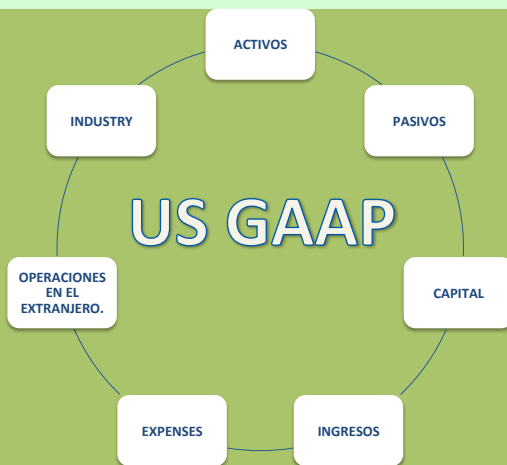 ACTIVOS
INDUSTRY
PASIVOS
US GAAP
OPERACIONES
EN EL
EXTRANJERO.
CAPITAL
EXPENSES
INGRESOS